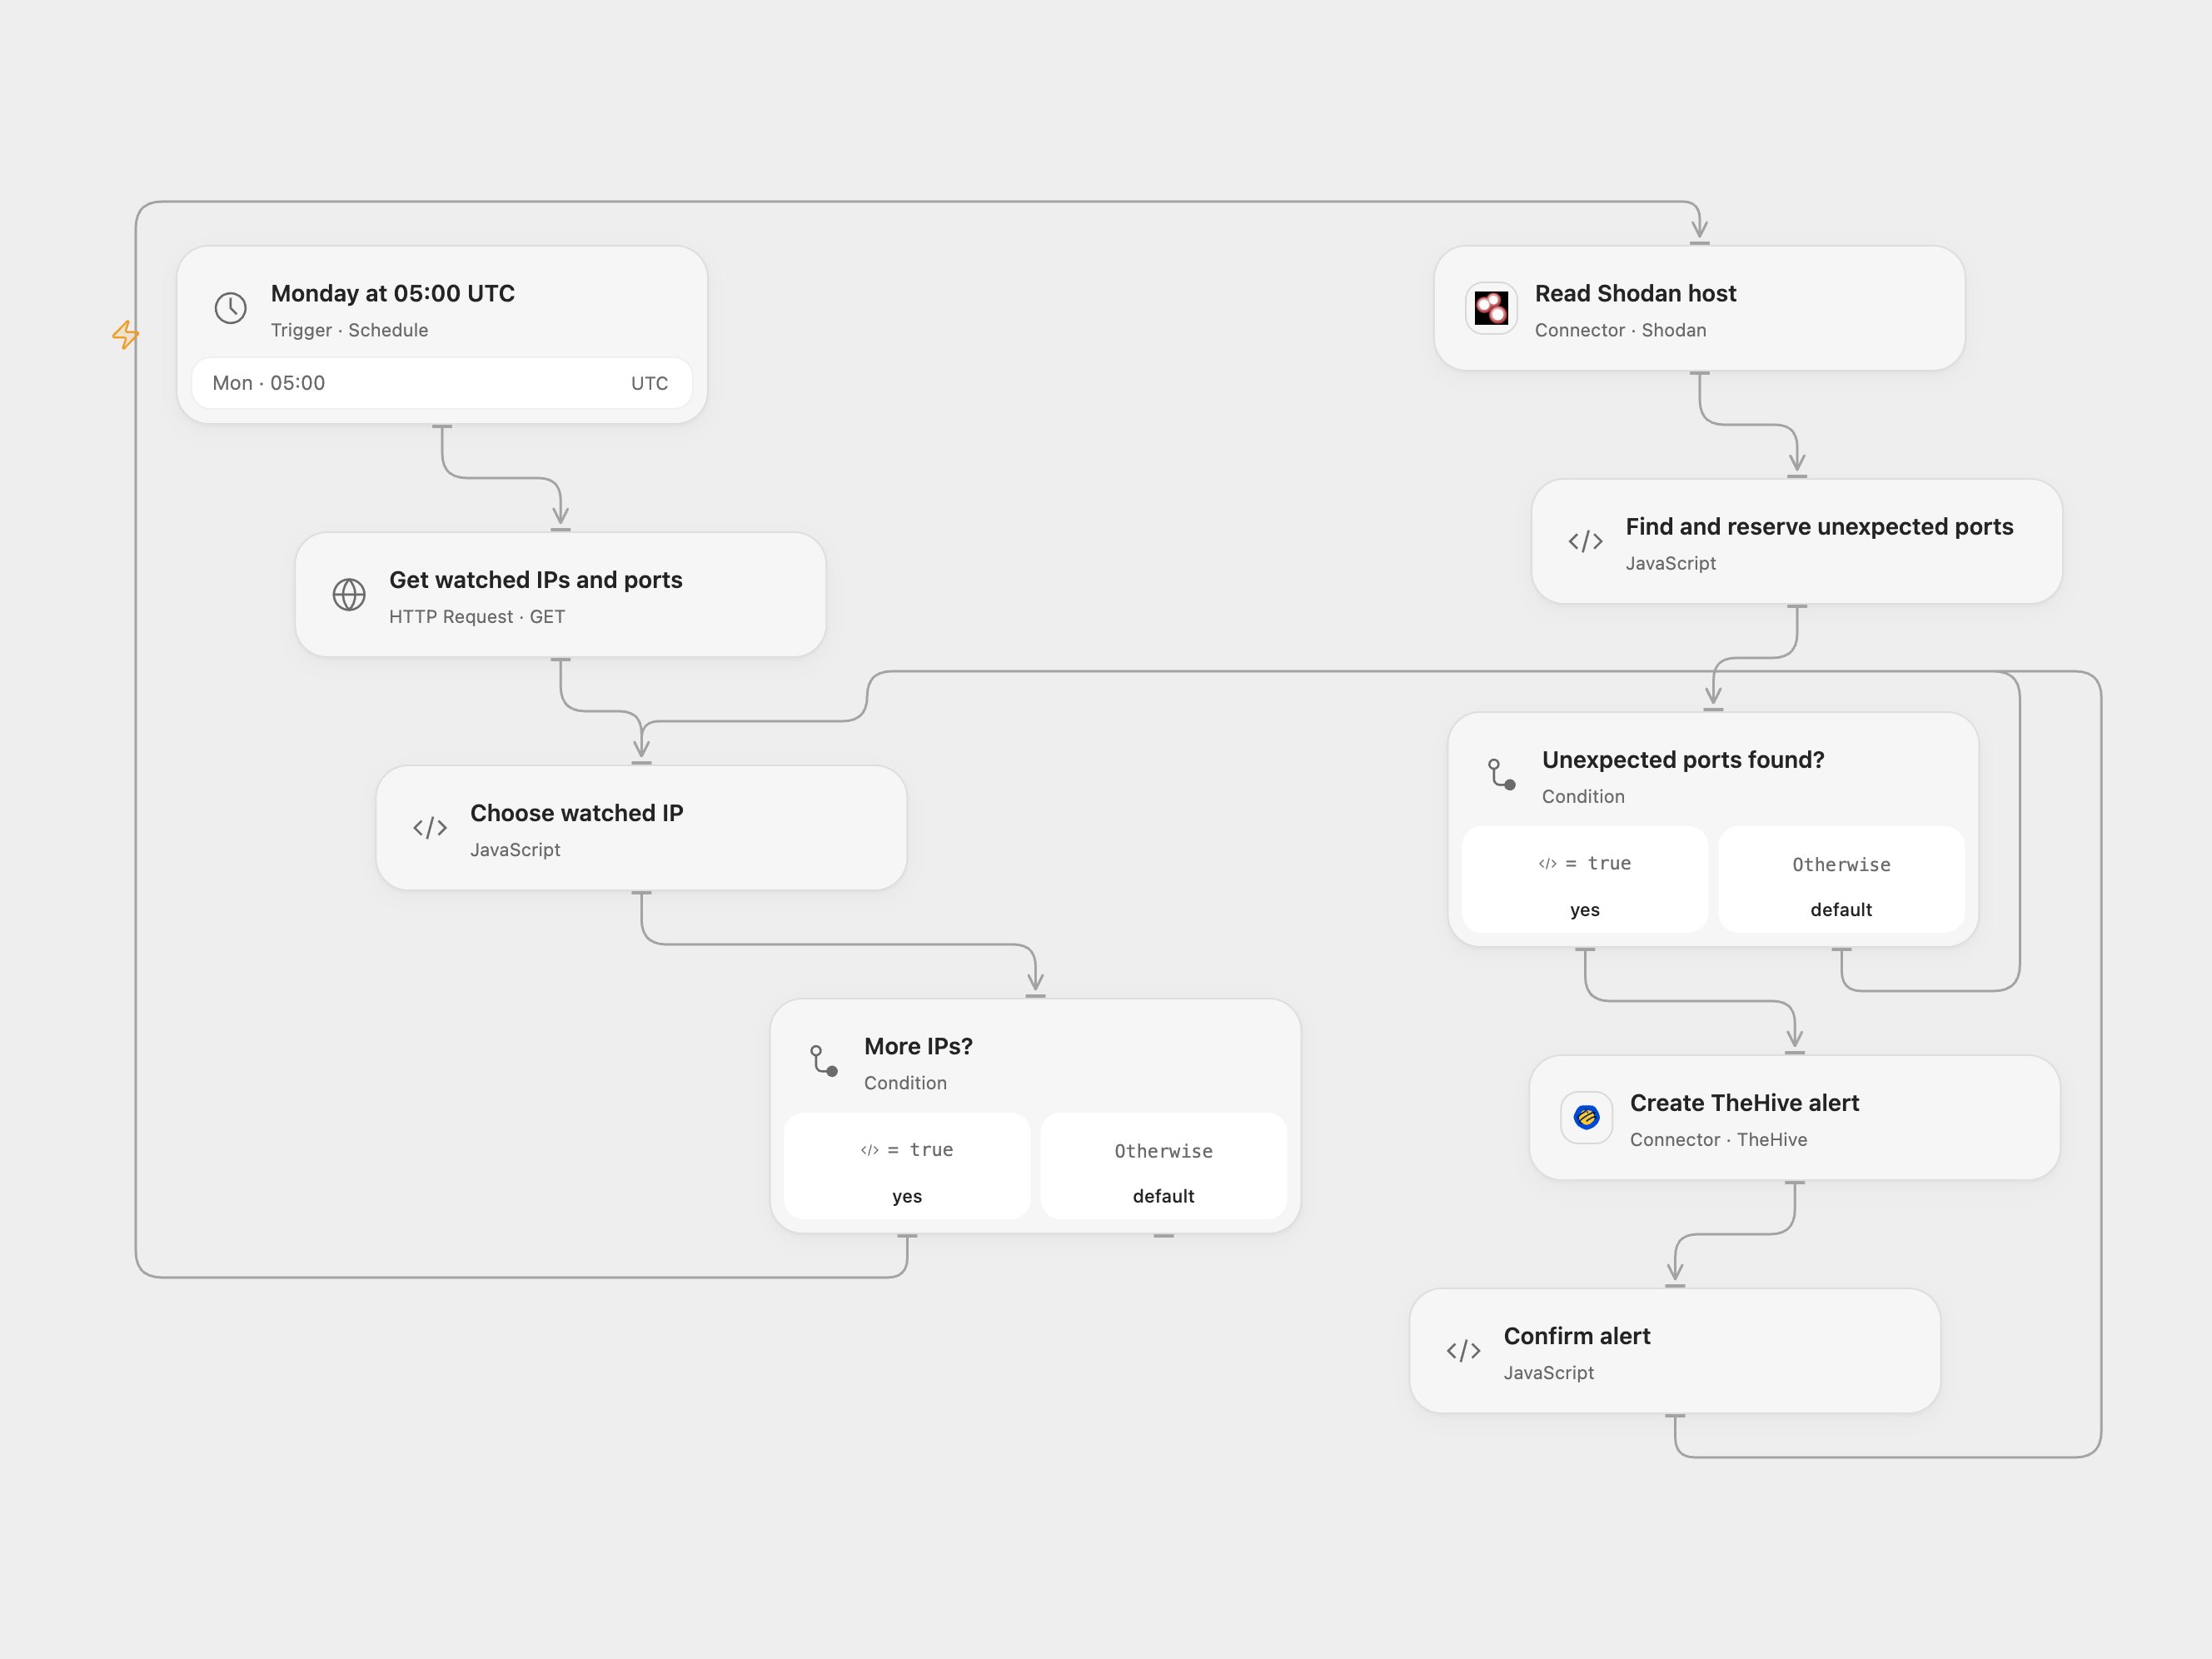 Monday at 05:00 UTC
Trigger · Schedule
Mon · 05:00
UTC
Get watched IPs and ports
HTTP Request · GET
Choose watched IP
JavaScript
More IPs?
Condition
</> = true
yes
Otherwise
default
Read Shodan host
Connector · Shodan
Find and reserve unexpected ports
JavaScript
Unexpected ports found?
Condition
</> = true
yes
Otherwise
default
Create TheHive alert
Connector · TheHive
Confirm alert
JavaScript